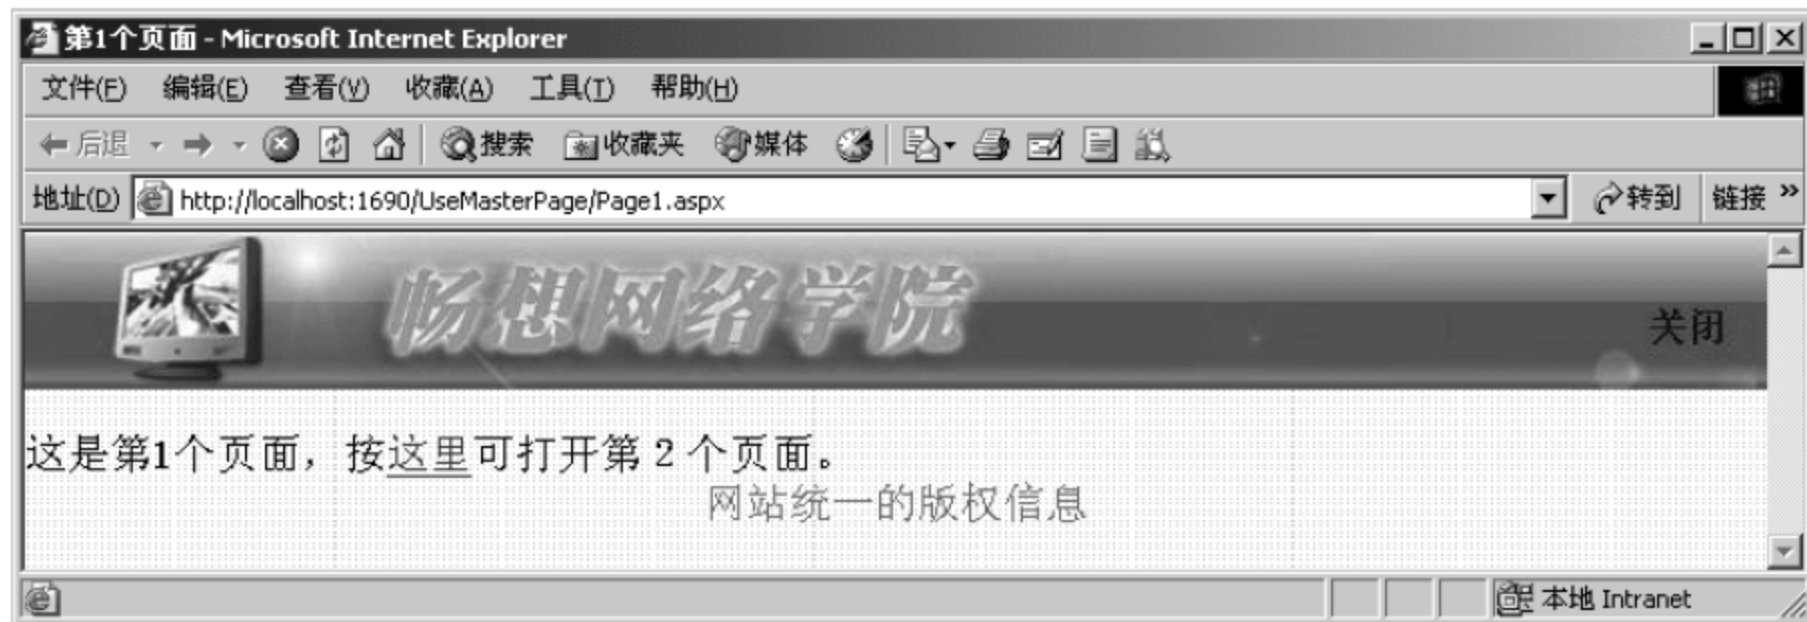 第1个页面 - Microsoft Internet Explorer
文件(F) 编辑(E) 查看(V) 收藏(A) 工具(T) 帮助(H)
后退 搜索 收藏夹 媒体
地址(D) http://localhost:1690/UseMasterPage/Page1.aspx 转到 链接 »
畅想网络学院
关闭
这是第1个页面，按这里可打开第２个页面。
网站统一的版权信息
本地 Intranet